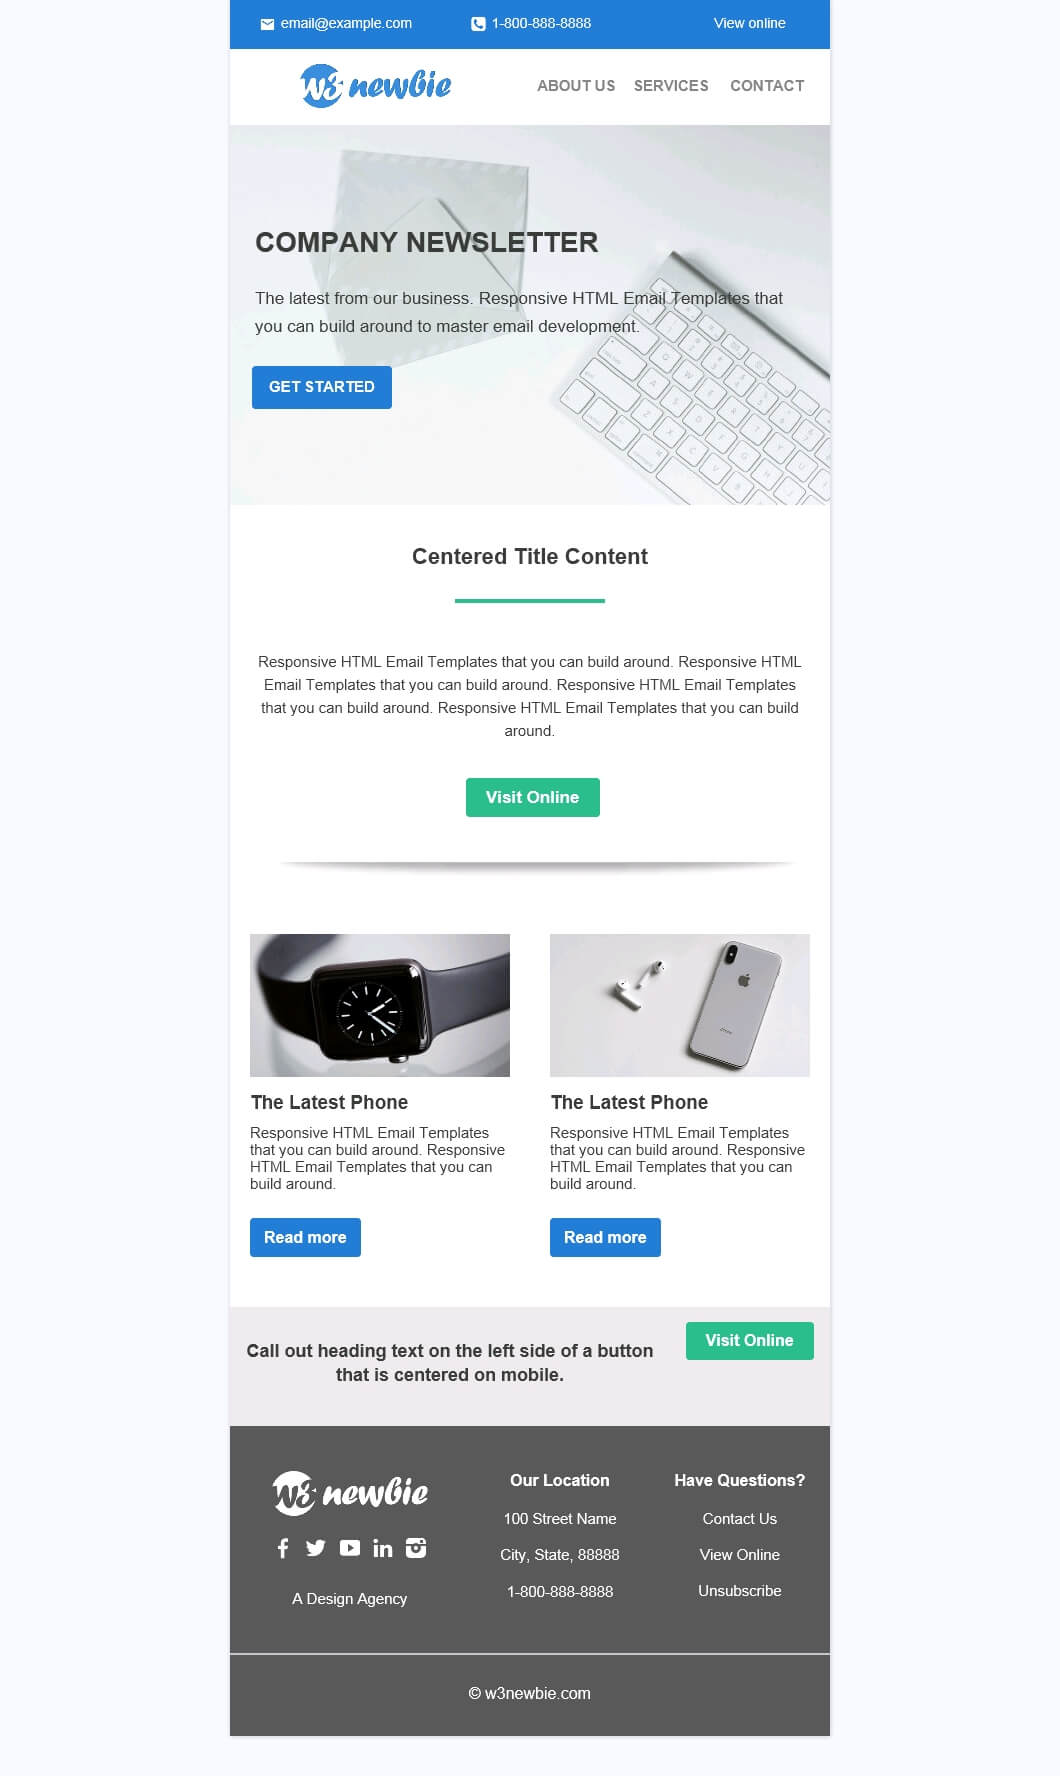 email@example.com 1-800-888-8888 View online
w3 newbie ABOUT US SERVICES CONTACT
COMPANY NEWSLETTER
The latest from our business. Responsive HTML Email Templates that
you can build around to master email development.
GET STARTED
Centered Title Content
Responsive HTML Email Templates that you can build around. Responsive HTML
Email Templates that you can build around. Responsive HTML Email Templates
that you can build around. Responsive HTML Email Templates that you can build
around.
Visit Online
The Latest Phone
Responsive HTML Email Templates
that you can build around. Responsive
HTML Email Templates that you can
build around.
Read more
The Latest Phone
Responsive HTML Email Templates
that you can build around. Responsive
HTML Email Templates that you can
build around.
Read more
Call out heading text on the left side of a button
that is centered on mobile.
Visit Online
w3 newbie
A Design Agency
Our Location
100 Street Name
City, State, 88888
1-800-888-8888
Have Questions?
Contact Us
View Online
Unsubscribe
© w3newbie.com